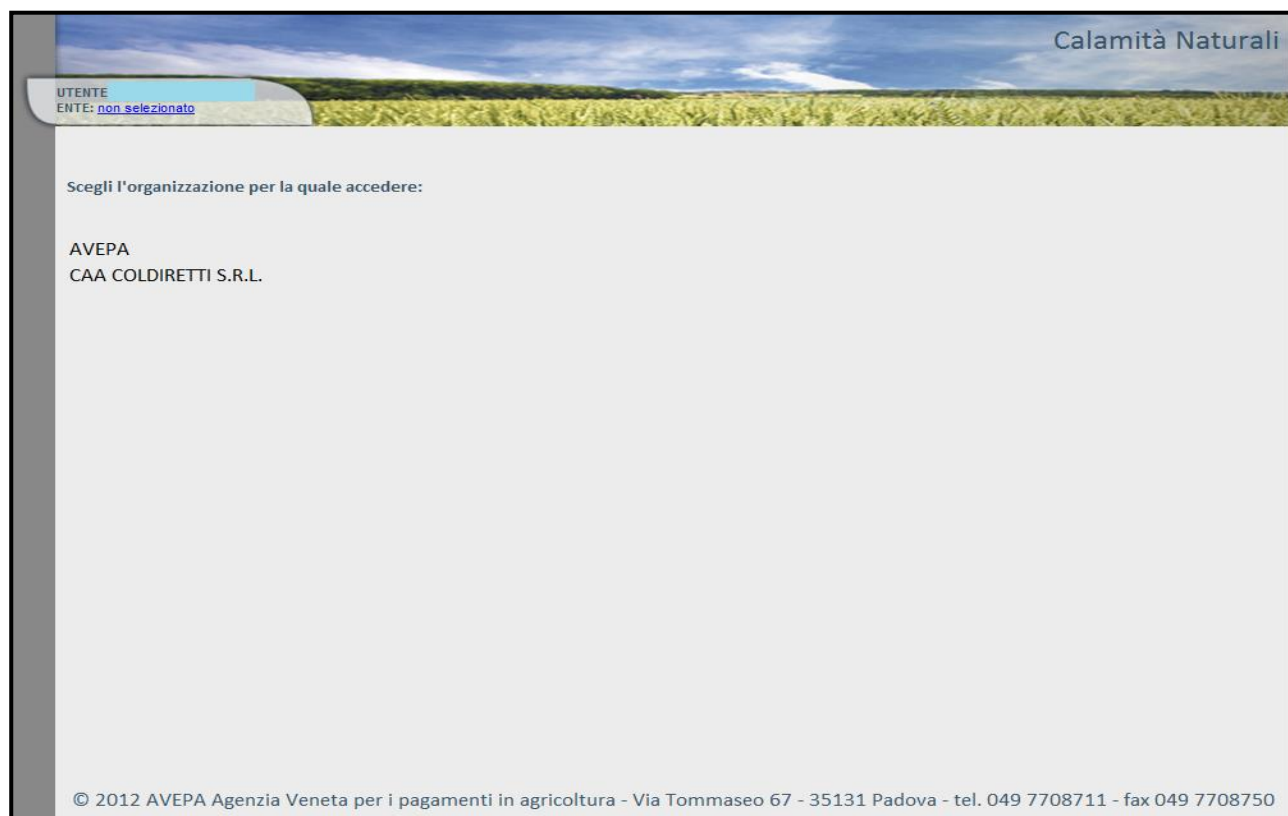 Calamità Naturali
UTENTE
ENTE: non selezionato
Scegli l'organizzazione per la quale accedere:
AVEPA
CAA COLDIRETTI S.R.L.
© 2012 AVEPA Agenzia Veneta per i pagamenti in agricoltura - Via Tommaseo 67 - 35131 Padova - tel. 049 7708711 - fax 049 7708750